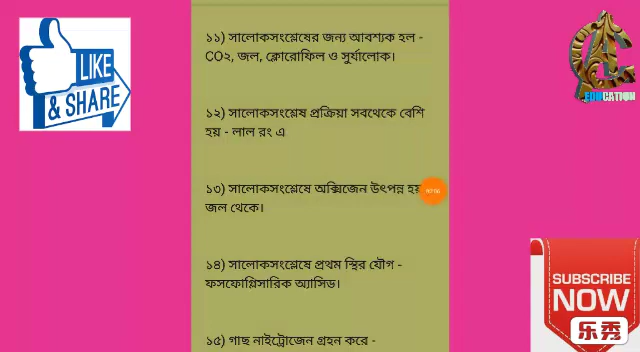 ১১) সালোকসংশ্লেষের জন্য আবশ্যক হল -
CO২, জল, ক্লোরোফিল ও সুর্যালোক।
১২) সালোকসংশ্লেষ প্রক্রিয়া সবথেকে বেশি
হয় - লাল রং এ
১৩) সালোকসংশ্লেষে অক্সিজেন উৎপন্ন হয়
জল থেকে।
১৪) সালোকসংশ্লেষে প্রথম স্থির যৌগ -
ফসফোগ্লিসারিক অ্যাসিড।
১৫) গাছ নাইট্রোজেন গ্রহন করে -
LIKE
& SHARE
EDUCATION
SUBSCRIBE
NOW
乐秀